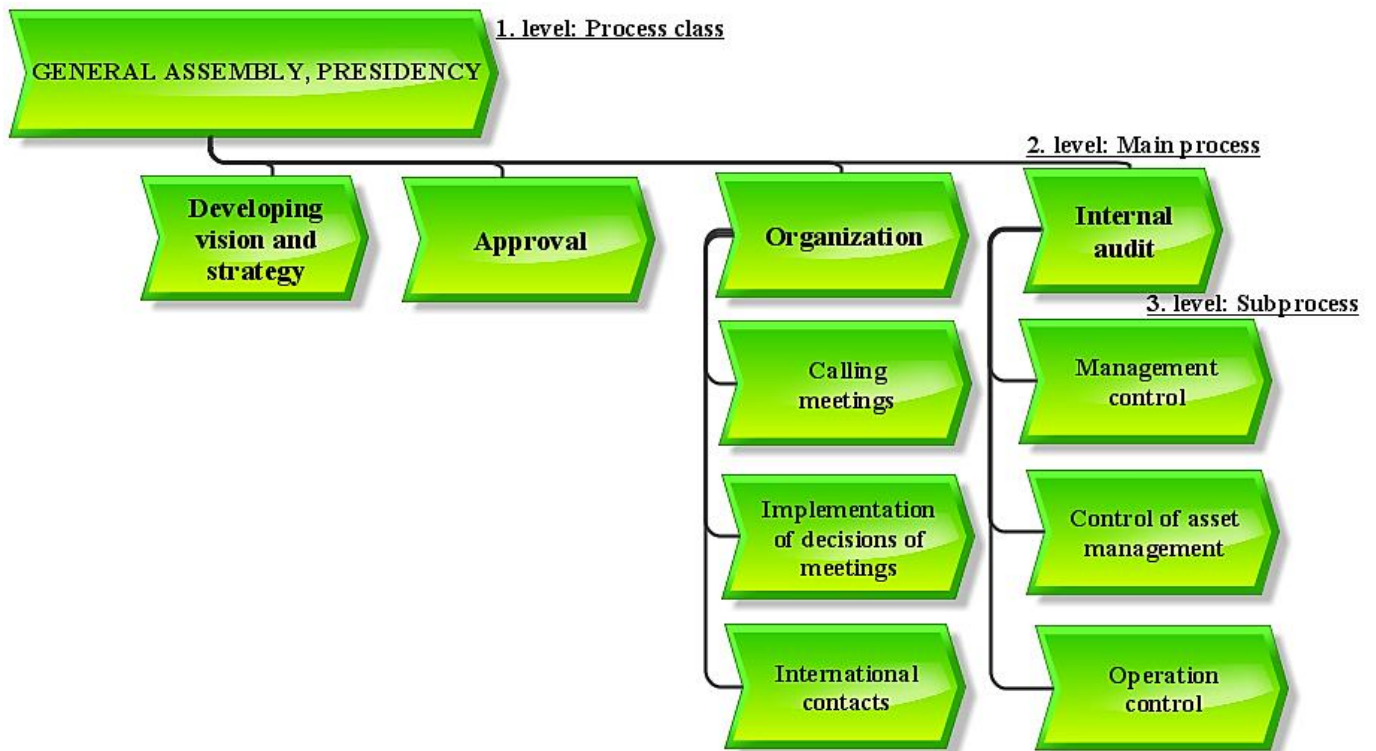 1. level: Process class
GENERAL ASSEMBLY, PRESIDENCY
2. level: Main process
Developing
vision and
strategy
Approval
Organization
Internal
audit
3. level: Subprocess
Calling
meetings
Management
control
Implementation
of decisions of
meetings
Control of asset
management
International
contacts
Operation
control